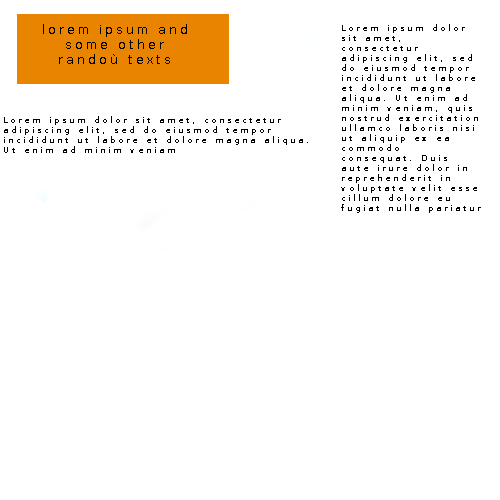 lorem ipsum and
some other
randoù texts
Lorem ipsum dolor sit amet, consectetur
adipiscing elit, sed do eiusmod tempor
incididunt ut labore et dolore magna aliqua.
Ut enim ad minim veniam
Lorem ipsum dolor
sit amet,
consectetur
adipiscing elit, sed
do eiusmod tempor
incididunt ut labore
et dolore magna
aliqua. Ut enim ad
minim veniam, quis
nostrud exercitation
ullamco laboris nisi
ut aliquip ex ea
commodo
consequat. Duis
aute irure dolor in
reprehenderit in
voluptate velit esse
cillum dolore eu
fugiat nulla pariatur